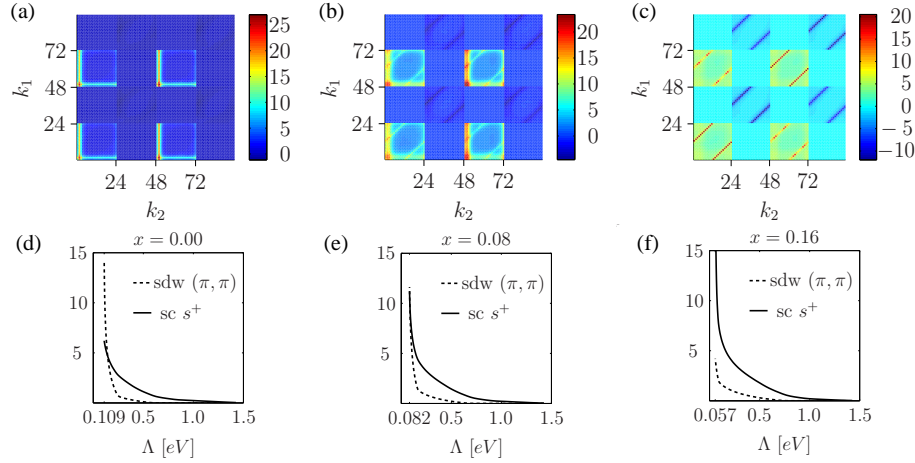 (a) (b) (c)
25 20 15 10 5 0
20 15 10 5 0
20 15 10 5 0 −5 −10
72 48 24 k₁
72 48 24 k₁
72 48 24 k₁
24 48 72
24 48 72
24 48 72
k₂ k₂ k₂
(d) x = 0.00
(e) x = 0.08
(f) x = 0.16
15 10 5
sdw (π, π)
sc s⁺
0.109 0.5 1.0 1.5
Λ [eV]
15 10 5
sdw (π, π)
sc s⁺
0.082 0.5 1.0 1.5
Λ [eV]
15 10 5
sdw (π, π)
sc s⁺
0.057 0.5 1.0 1.5
Λ [eV]